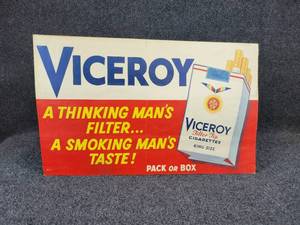 VICEROY
A THINKING MAN'S
FILTER...
A SMOKING MAN'S
TASTE!
PACK OR BOX
VICEROY
Filter Tip
CIGARETTES
KING SIZE